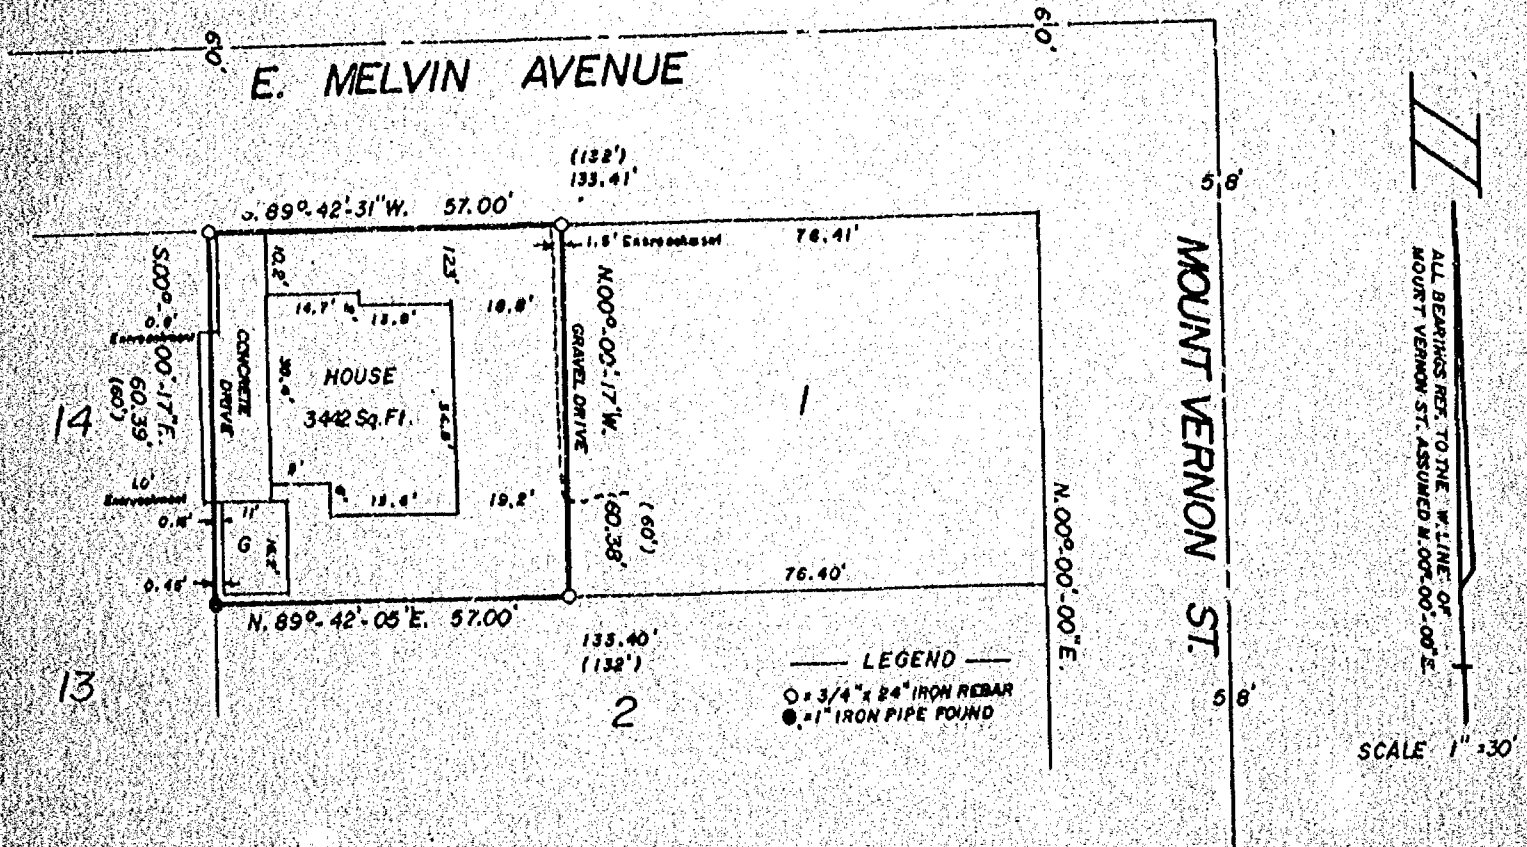 60'
60'
E. MELVIN AVENUE
(132')
133.41'
58'
S. 89°-42'-31"W. 57.00'
1.5' Encroachment
76.41'
10.2'
12.3'
S.00°-00'-17"E.
60.39'
(60')
Encroachment
14.7'
13.8'
18.8'
CONCRETE
DRIVE
HOUSE
3442 Sq.Ft.
GRAVEL DRIVE
N.00°-00'-17"W.
60.38'
(60')
1
14
MOUNT VERNON ST.
ALL BEARINGS REF. TO THE W. LINE OF
MOUNT VERNON ST. ASSUMED N.00°-00'-00"E.
1.0'
Encroachment
13.4'
19.2'
11'
G
0.45'
N. 89°-42'-05"E. 57.00'
76.40'
N.00°-00'-00"E.
133.40'
(132')
13
2
LEGEND
= 3/4" x 24" IRON REBAR
= 1" IRON PIPE FOUND
58'
SCALE 1"=30'